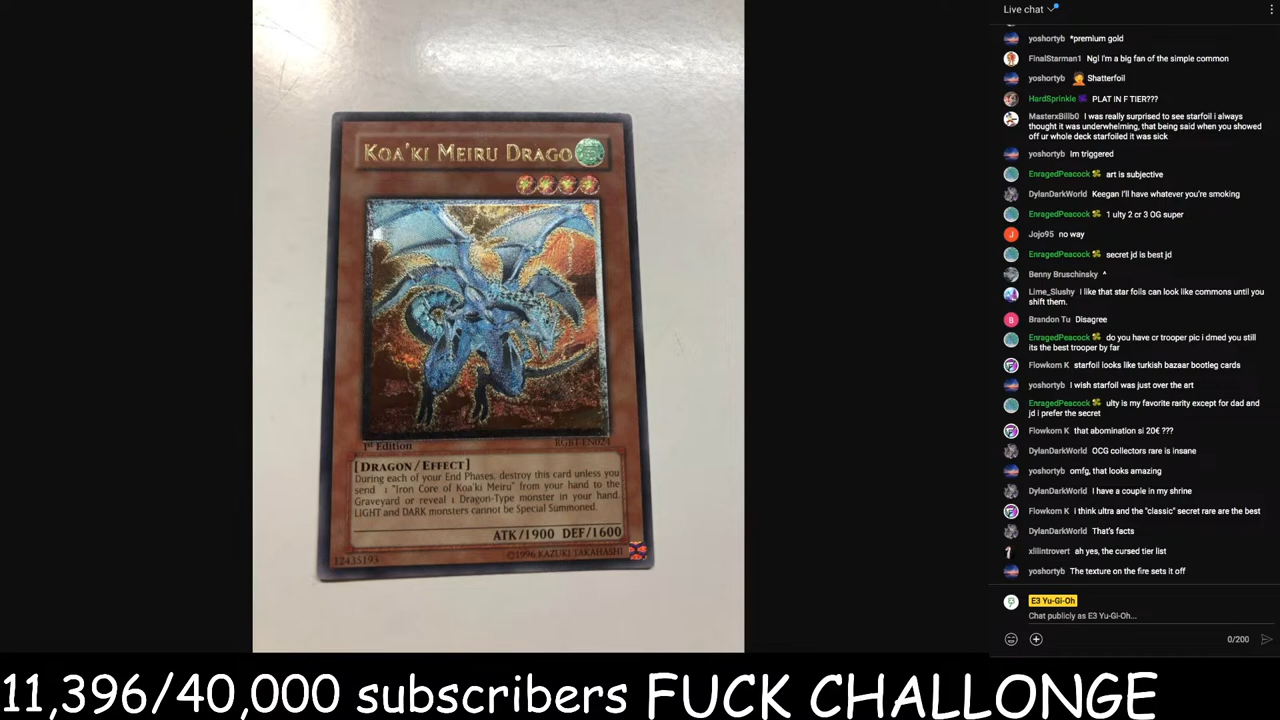 KOA'KI MEIRU DRAGO
1st Edition
RGBT-EN024
[DRAGON/EFFECT]
During each of your End Phases, destroy this card unless you
send 1 "Iron Core of Koa'ki Meiru" from your hand to the
Graveyard or reveal 1 Dragon-Type monster in your hand.
LIGHT and DARK monsters cannot be Special Summoned.
ATK/1900 DEF/1600
12435193
©1996 KAZUKI TAKAHASHI
Live chat
yoshortyb *premium gold
FinalStarman1 Ngl I'm a big fan of the simple common
yoshortyb Shatterfoil
HardSprinkle PLAT IN F TIER???
MasterxBillb0 I was really surprised to see starfoil i always
thought it was underwhelming, that being said when you showed
off ur whole deck starfoiled it was sick
yoshortyb Im triggered
EnragedPeacock art is subjective
DylanDarkWorld Keegan I'll have whatever you're smoking
EnragedPeacock 1 ulty 2 cr 3 OG super
J
Jojo95 no way
EnragedPeacock secret jd is best jd
Benny Bruschinsky ^
Lime_Slushy I like that star foils can look like commons until you
shift them.
B
Brandon Tu Disagree
EnragedPeacock do you have cr trooper pic i dmed you still
its the best trooper by far
Flowkom K starfoil looks like turkish bazaar bootleg cards
yoshortyb I wish starfoil was just over the art
EnragedPeacock ulty is my favorite rarity except for dad and
jd i prefer the secret
Flowkom K that abomination si 20€ ???
DylanDarkWorld OCG collectors rare is insane
yoshortyb omfg, that looks amazing
DylanDarkWorld I have a couple in my shrine
Flowkom K i think ultra and the "classic" secret rare are the best
DylanDarkWorld That's facts
xlilintrovert ah yes, the cursed tier list
yoshortyb The texture on the fire sets it off
E3 Yu-Gi-Oh
Chat publicly as E3 Yu-Gi-Oh...
0/200
11,396/40,000 subscribers FUCK CHALLONGE